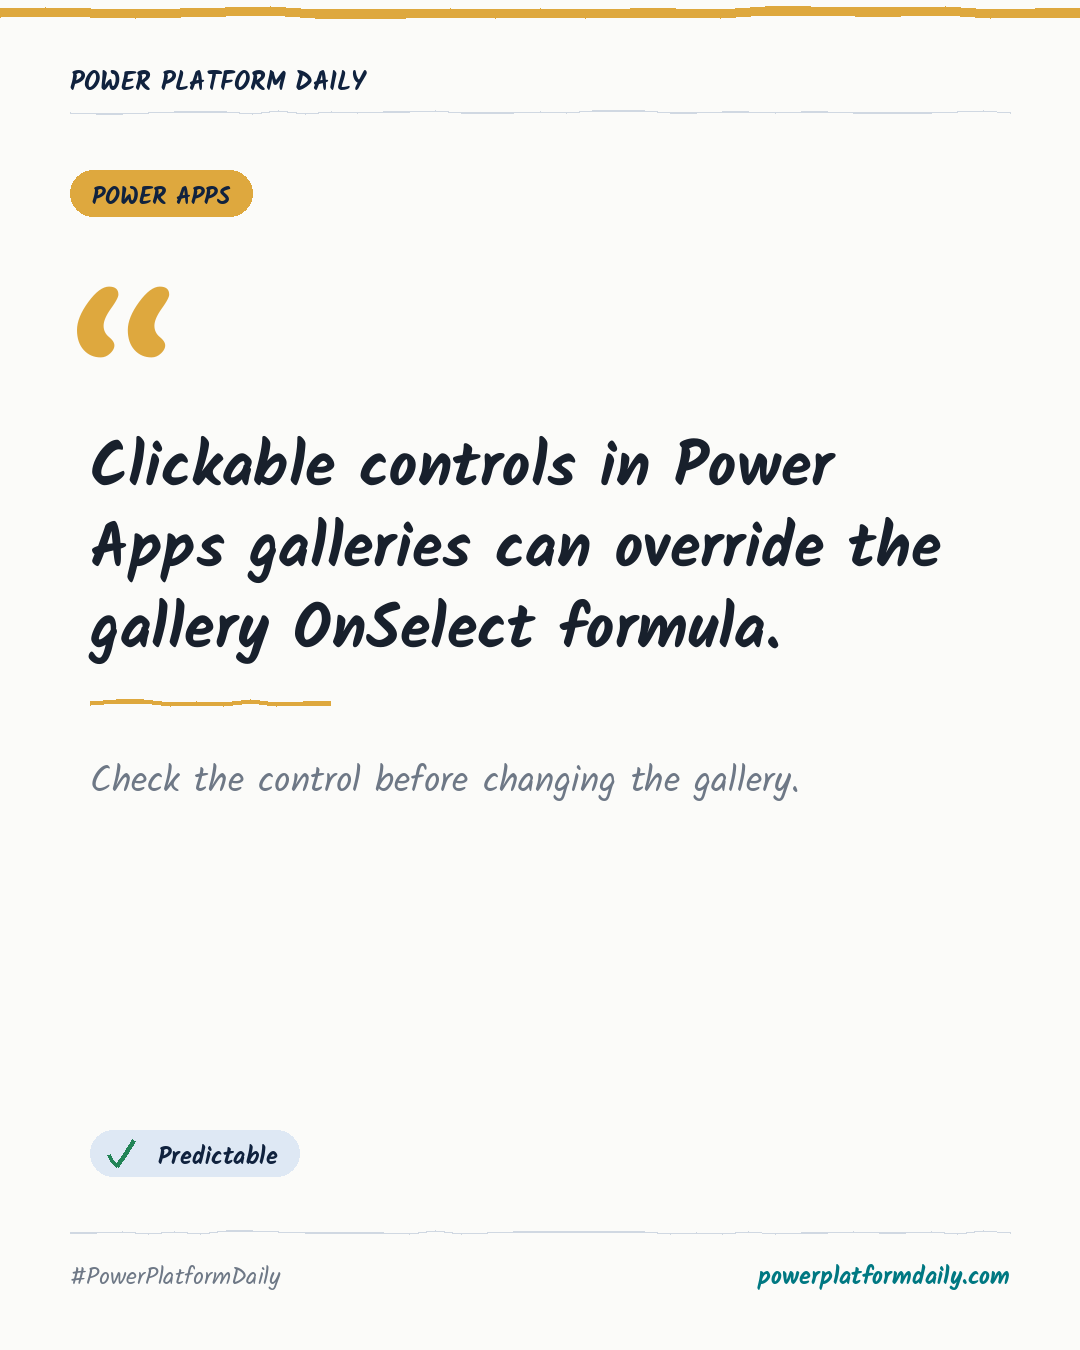 POWER PLATFORM DAILY
POWER APPS
“
Clickable controls in Power
Apps galleries can override the
gallery OnSelect formula.
Check the control before changing the gallery.
✓ Predictable
#PowerPlatformDaily
powerplatformdaily.com